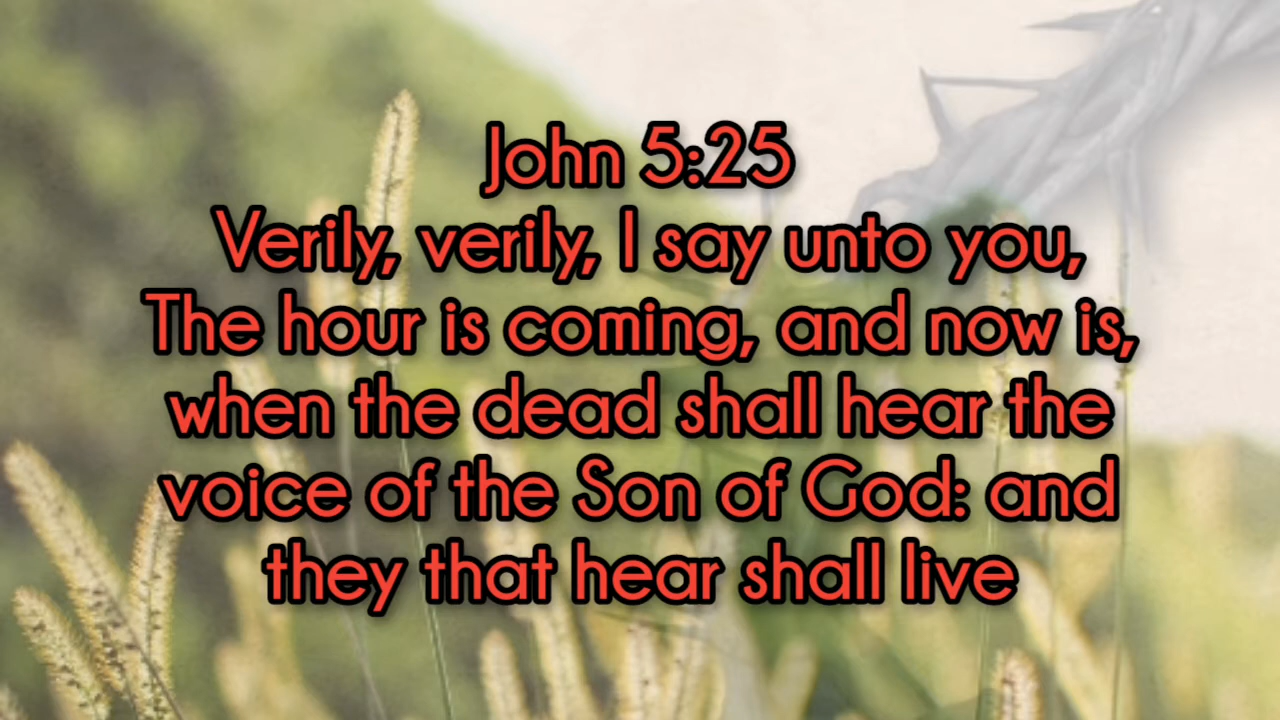 John 5:25
Verily, verily, I say unto you,
The hour is coming, and now is,
when the dead shall hear the
voice of the Son of God: and
they that hear shall live